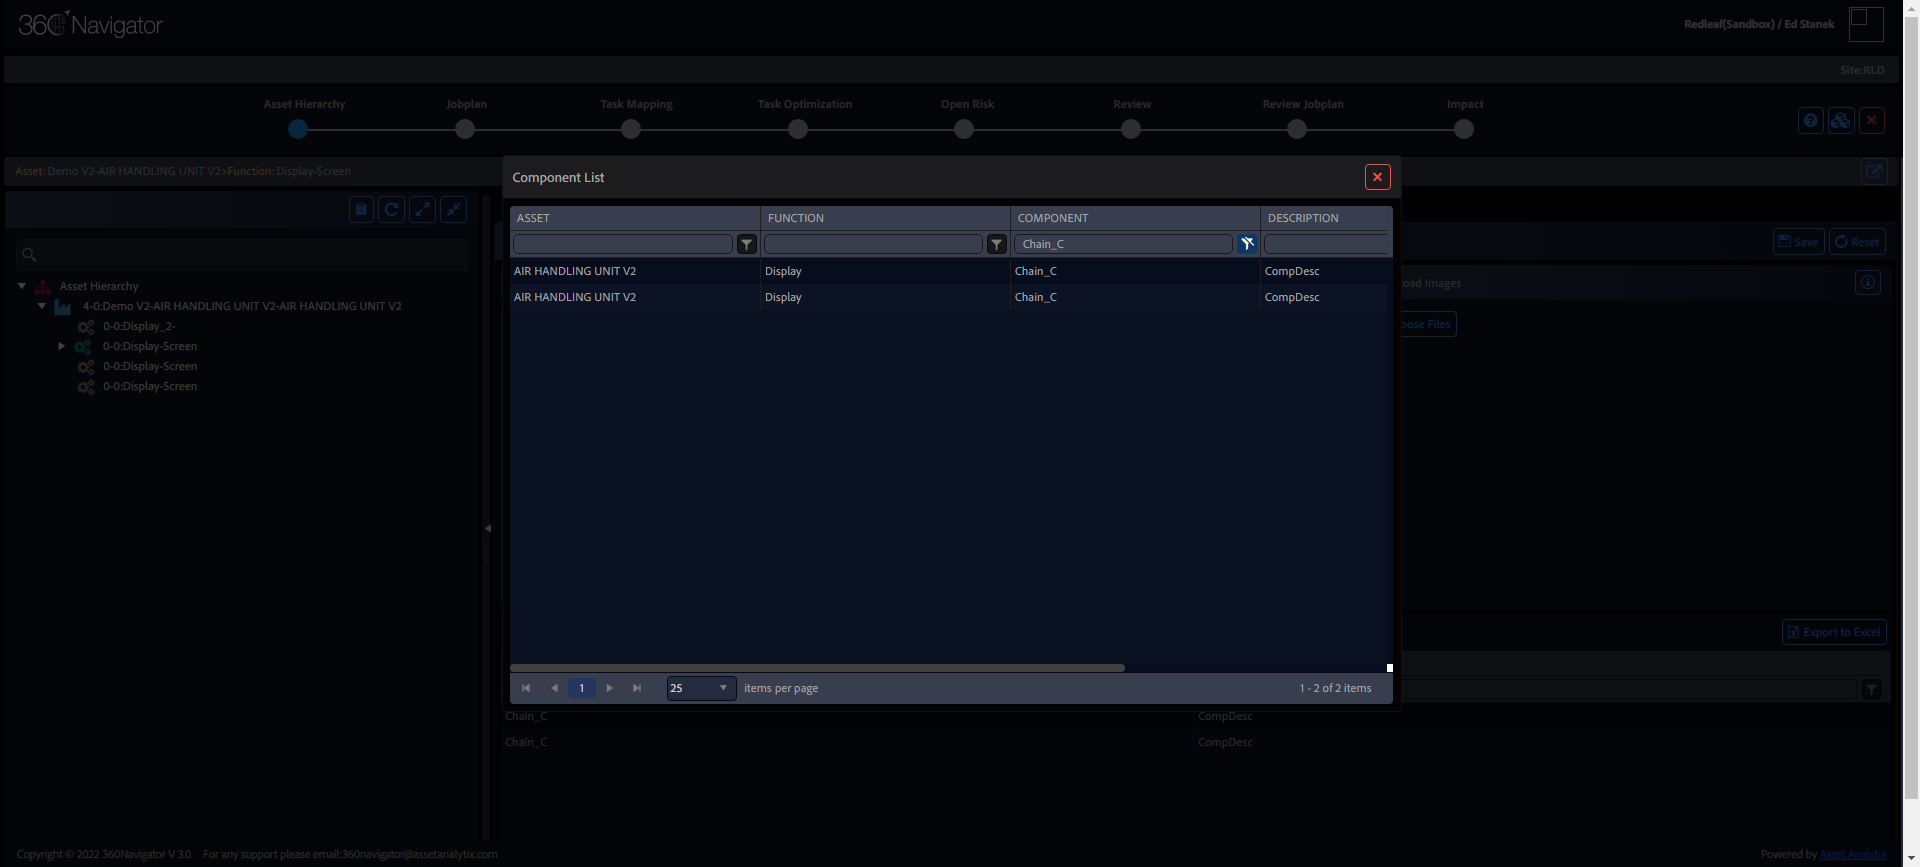 360 Navigator
Redleaf(Sandbox) / Ed Stanek
Site:RLD
Asset Hierarchy
Jobplan
Task Mapping
Task Optimization
Open Risk
Review
Review Jobplan
Impact
Asset: Demo V2-AIR HANDLING UNIT V2>Function: Display-Screen
Asset Hierarchy
4-0:Demo V2-AIR HANDLING UNIT V2-AIR HANDLING UNIT V2
0-0:Display_2-
0-0:Display-Screen
0-0:Display-Screen
0-0:Display-Screen
Component List
ASSET FUNCTION COMPONENT DESCRIPTION
Chain_C
AIR HANDLING UNIT V2 Display Chain_C CompDesc
AIR HANDLING UNIT V2 Display Chain_C CompDesc
1 25 items per page 1 - 2 of 2 items
Save Reset
oad Images
oose Files
Export to Excel
Chain_C CompDesc
Chain_C CompDesc
Copyright © 2022 360Navigator V 3.0 For any support please email:360navigator@assetanalytix.com
Powered by Asset Analytix